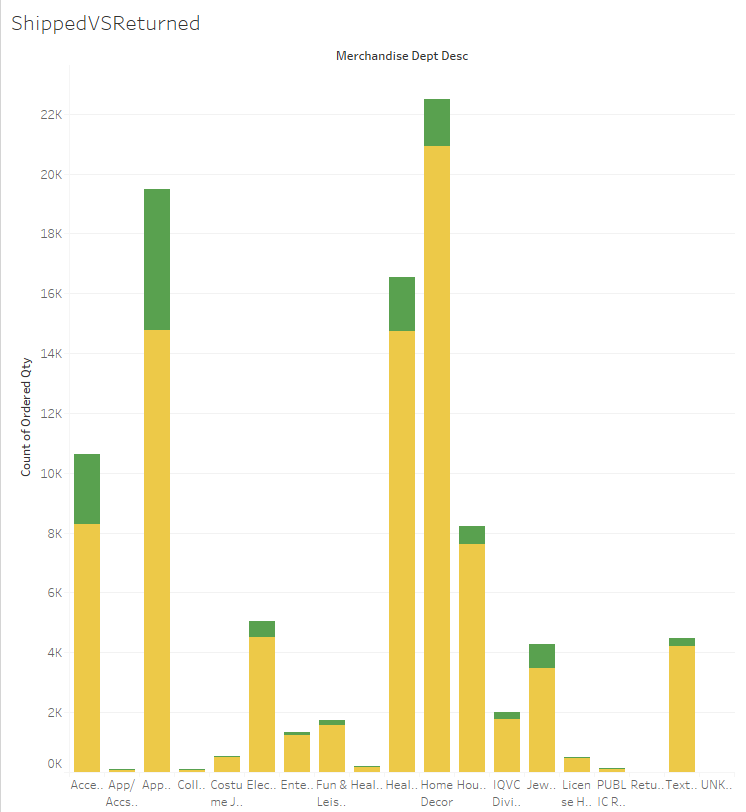 ShippedVSReturned
Merchandise Dept Desc
Count of Ordered Qty
22K
20K
18K
16K
14K
12K
10K
8K
6K
4K
2K
0K
Acce.. App/ App.. Coll.. Costu Elec.. Ente.. Fun & Heal.. Heal.. Home Hou.. IQVC Jew.. Licen PUBL Retu.. Text.. UNK..
Accs.. me J.. Leis.. Decor Divi.. se H.. IC R..